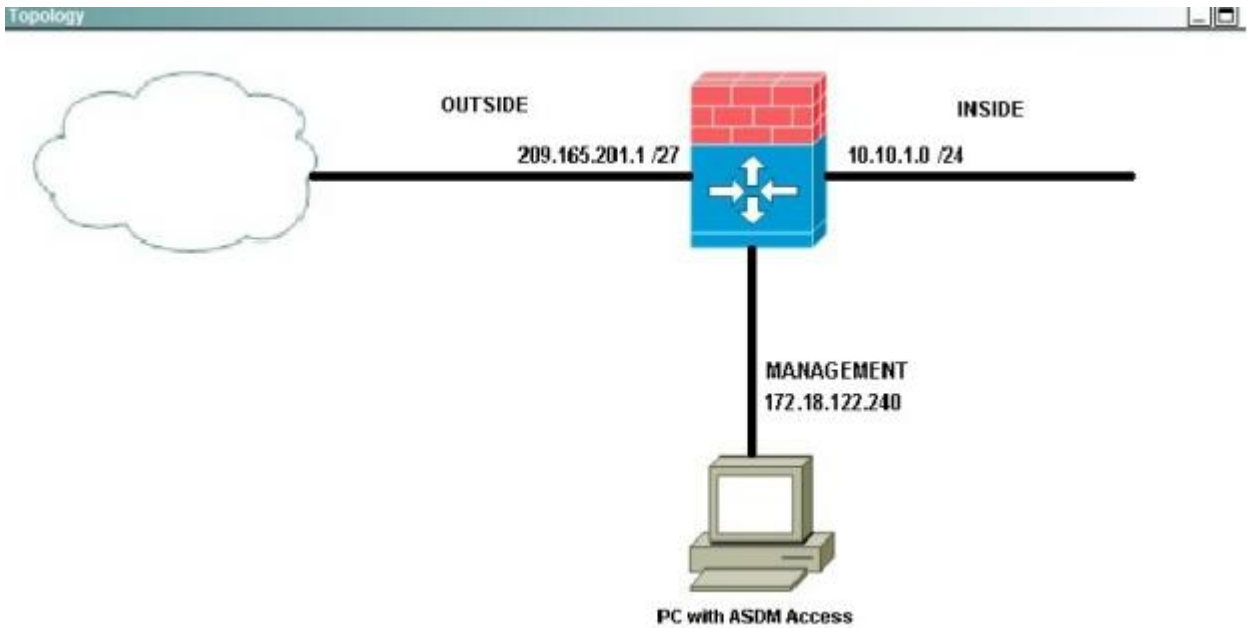 Topology
OUTSIDE
INSIDE
209.165.201.1 /27
10.10.1.0 /24
MANAGEMENT
172.18.122.240
PC with ASDM Access